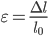 ε = Δl / l₀